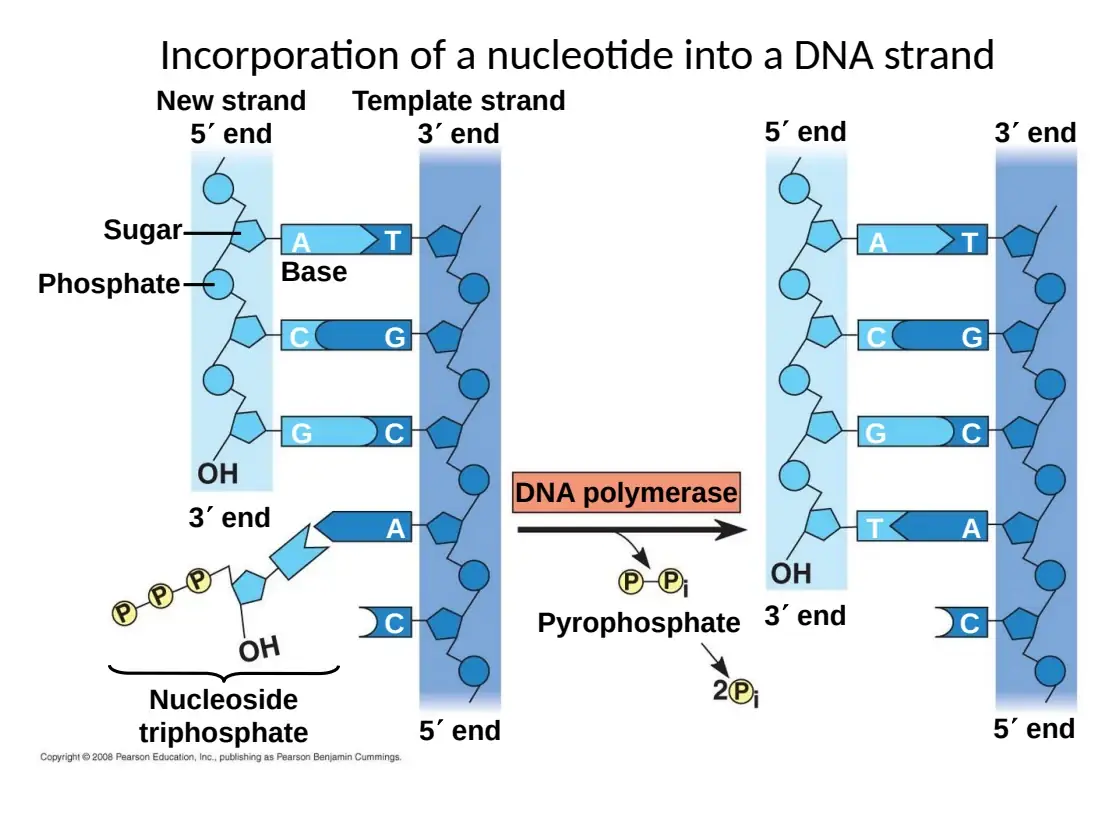 Incorporation of a nucleotide into a DNA strand
New strand
Template strand
5′ end
3′ end
5′ end
3′ end
Sugar
A
T
A
T
Phosphate
Base
C
G
C
G
G
C
G
C
OH
DNA polymerase
3′ end
A
T
A
P
P
P
P
Pi
OH
OH
C
Pyrophosphate
3′ end
C
2Pi
Nucleoside
triphosphate
5′ end
5′ end
Copyright © 2008 Pearson Education, Inc., publishing as Pearson Benjamin Cummings.